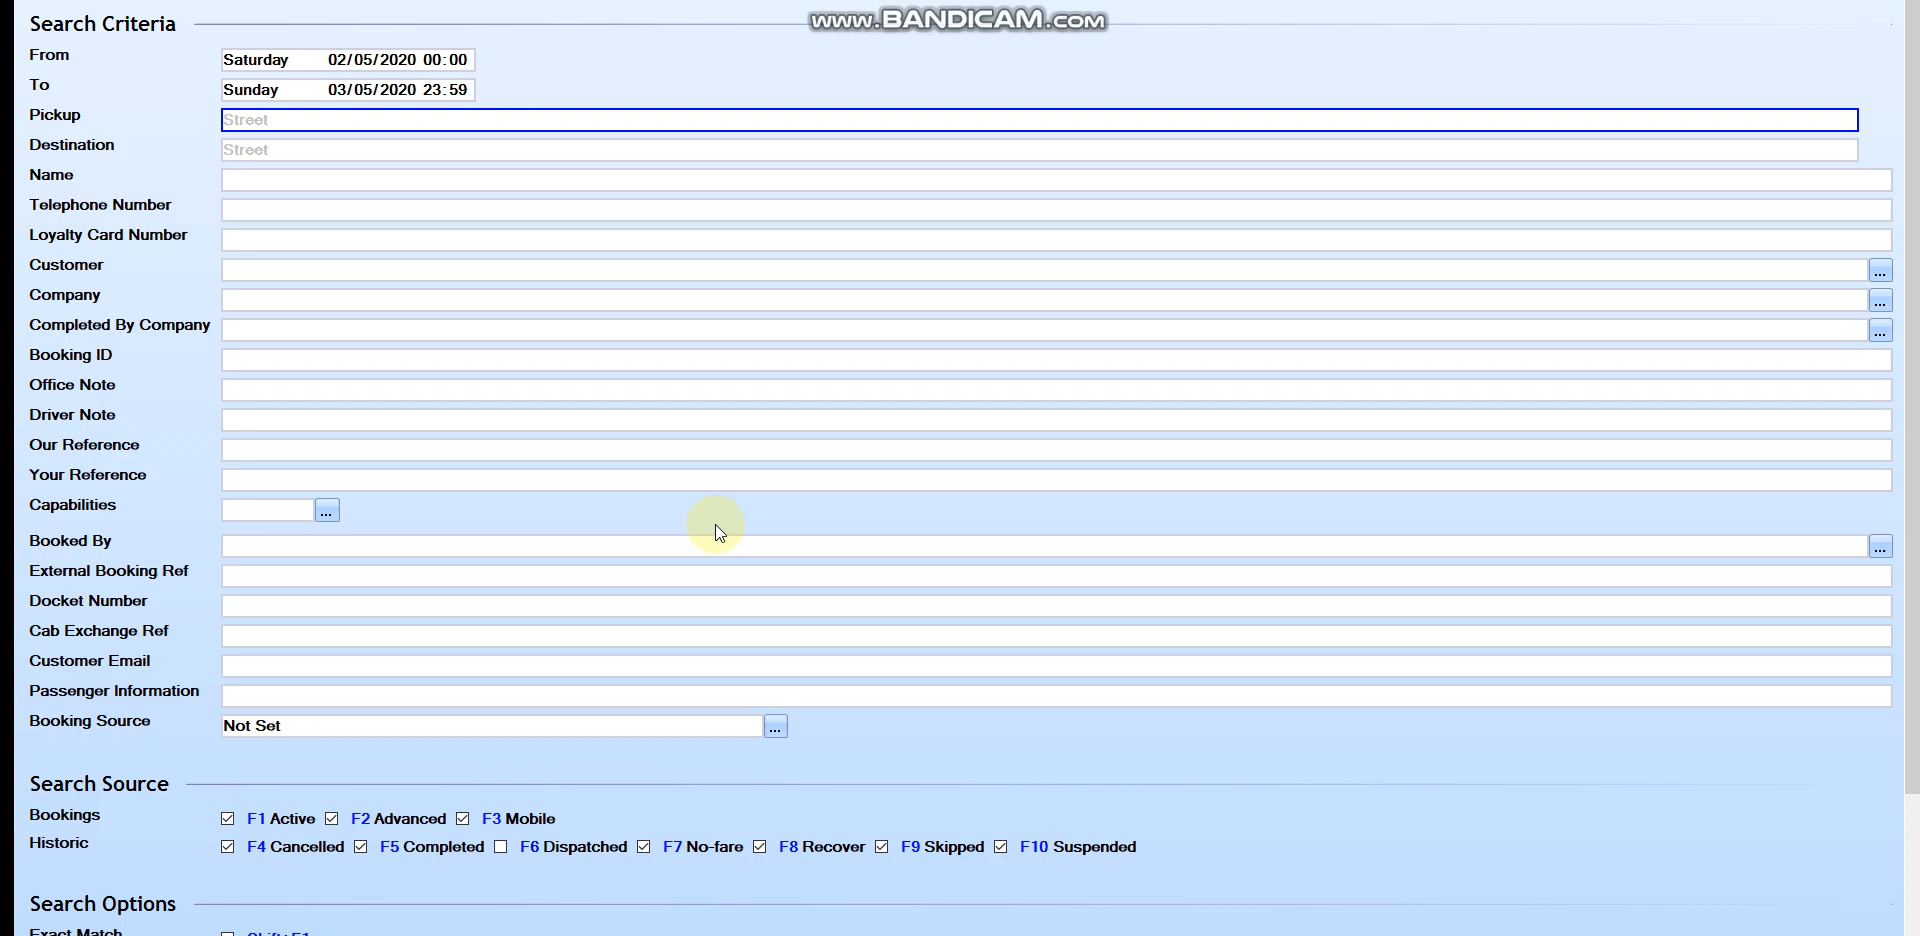 Search Criteria
www.BANDICAM.com
From
Saturday 02/05/2020 00:00
To
Sunday 03/05/2020 23:59
Pickup
Street
Destination
Street
Name
Telephone Number
Loyalty Card Number
Customer
...
Company
...
Completed By Company
...
Booking ID
Office Note
Driver Note
Our Reference
Your Reference
Capabilities
...
Booked By
...
External Booking Ref
Docket Number
Cab Exchange Ref
Customer Email
Passenger Information
Booking Source
Not Set
...
Search Source
Bookings
F1 Active F2 Advanced F3 Mobile
Historic
F4 Cancelled F5 Completed F6 Dispatched F7 No-fare F8 Recover F9 Skipped F10 Suspended
Search Options
Exact Match
Shift+F1